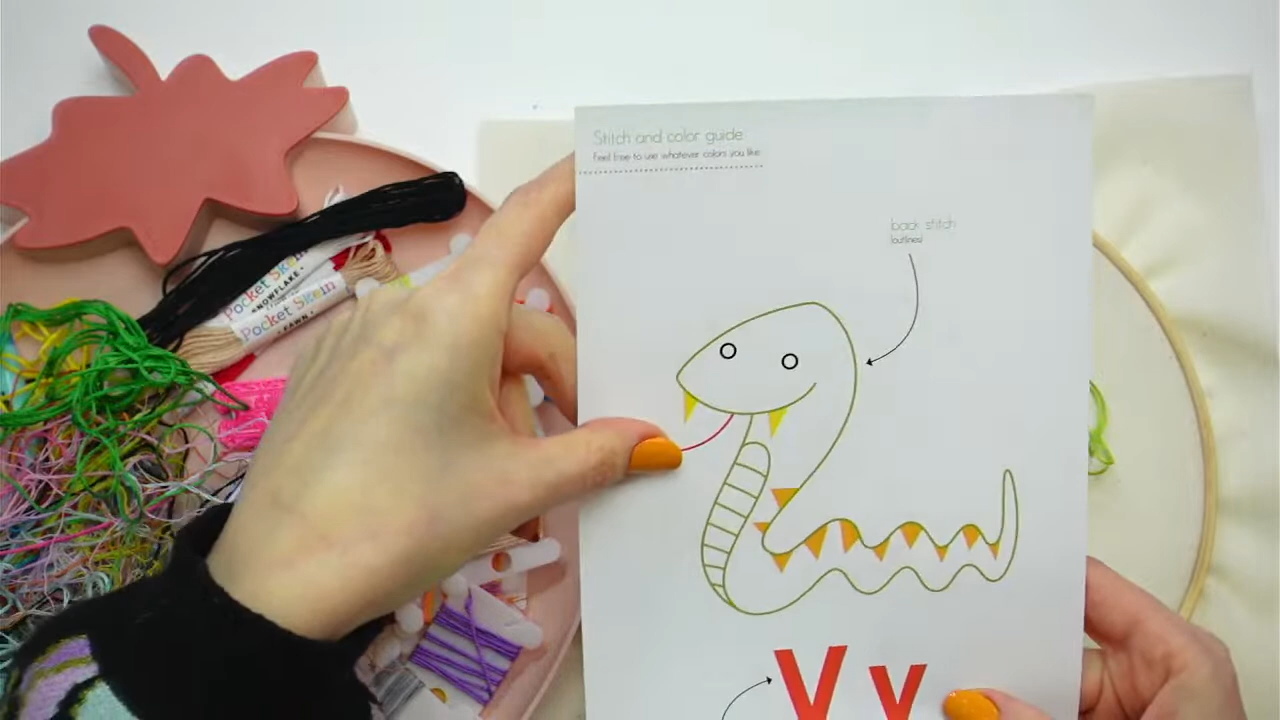 Stitch and color guide
Feel free to use whatever colors you like
back stitch
(outlines)
Pocket Skein
SNOWFLAKE
Pocket Skein
FAWN
V v